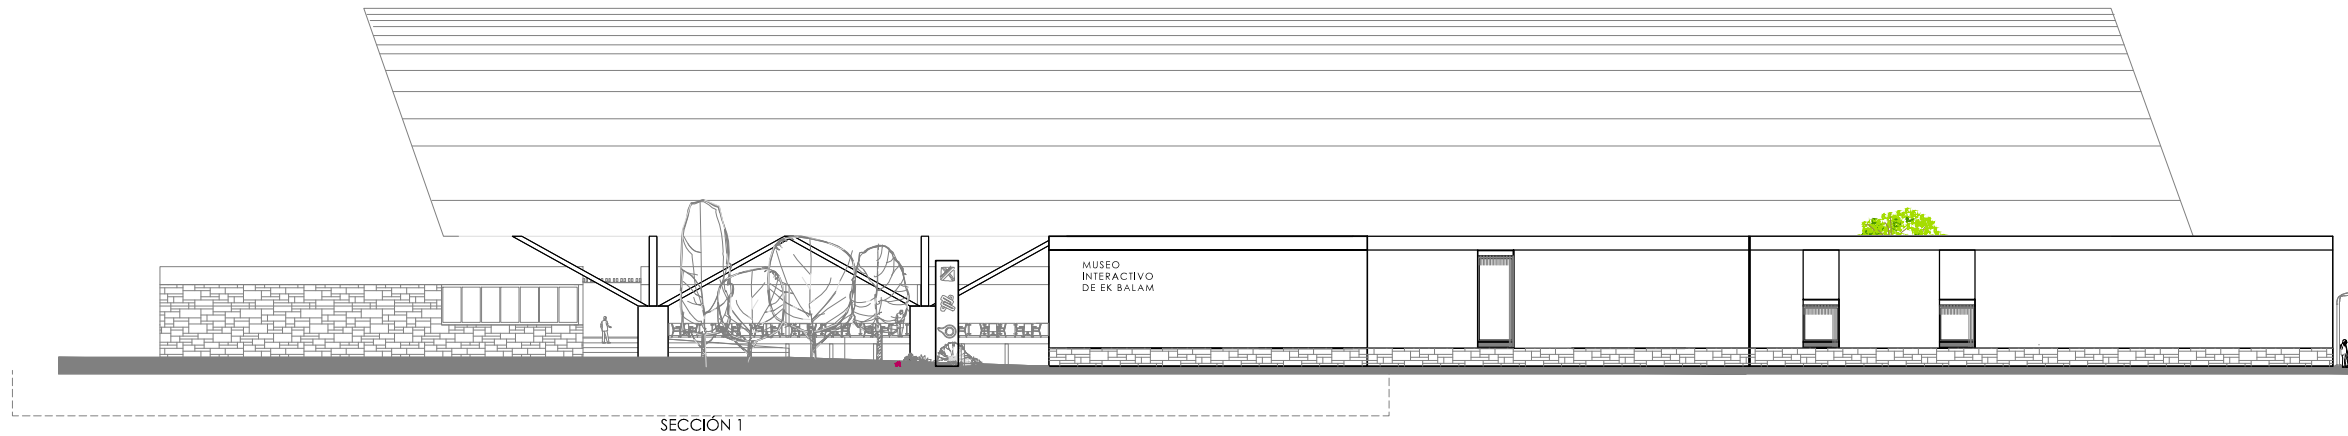 MUSEO
INTERACTIVO
DE EK BALAM
SECCIÓN 1